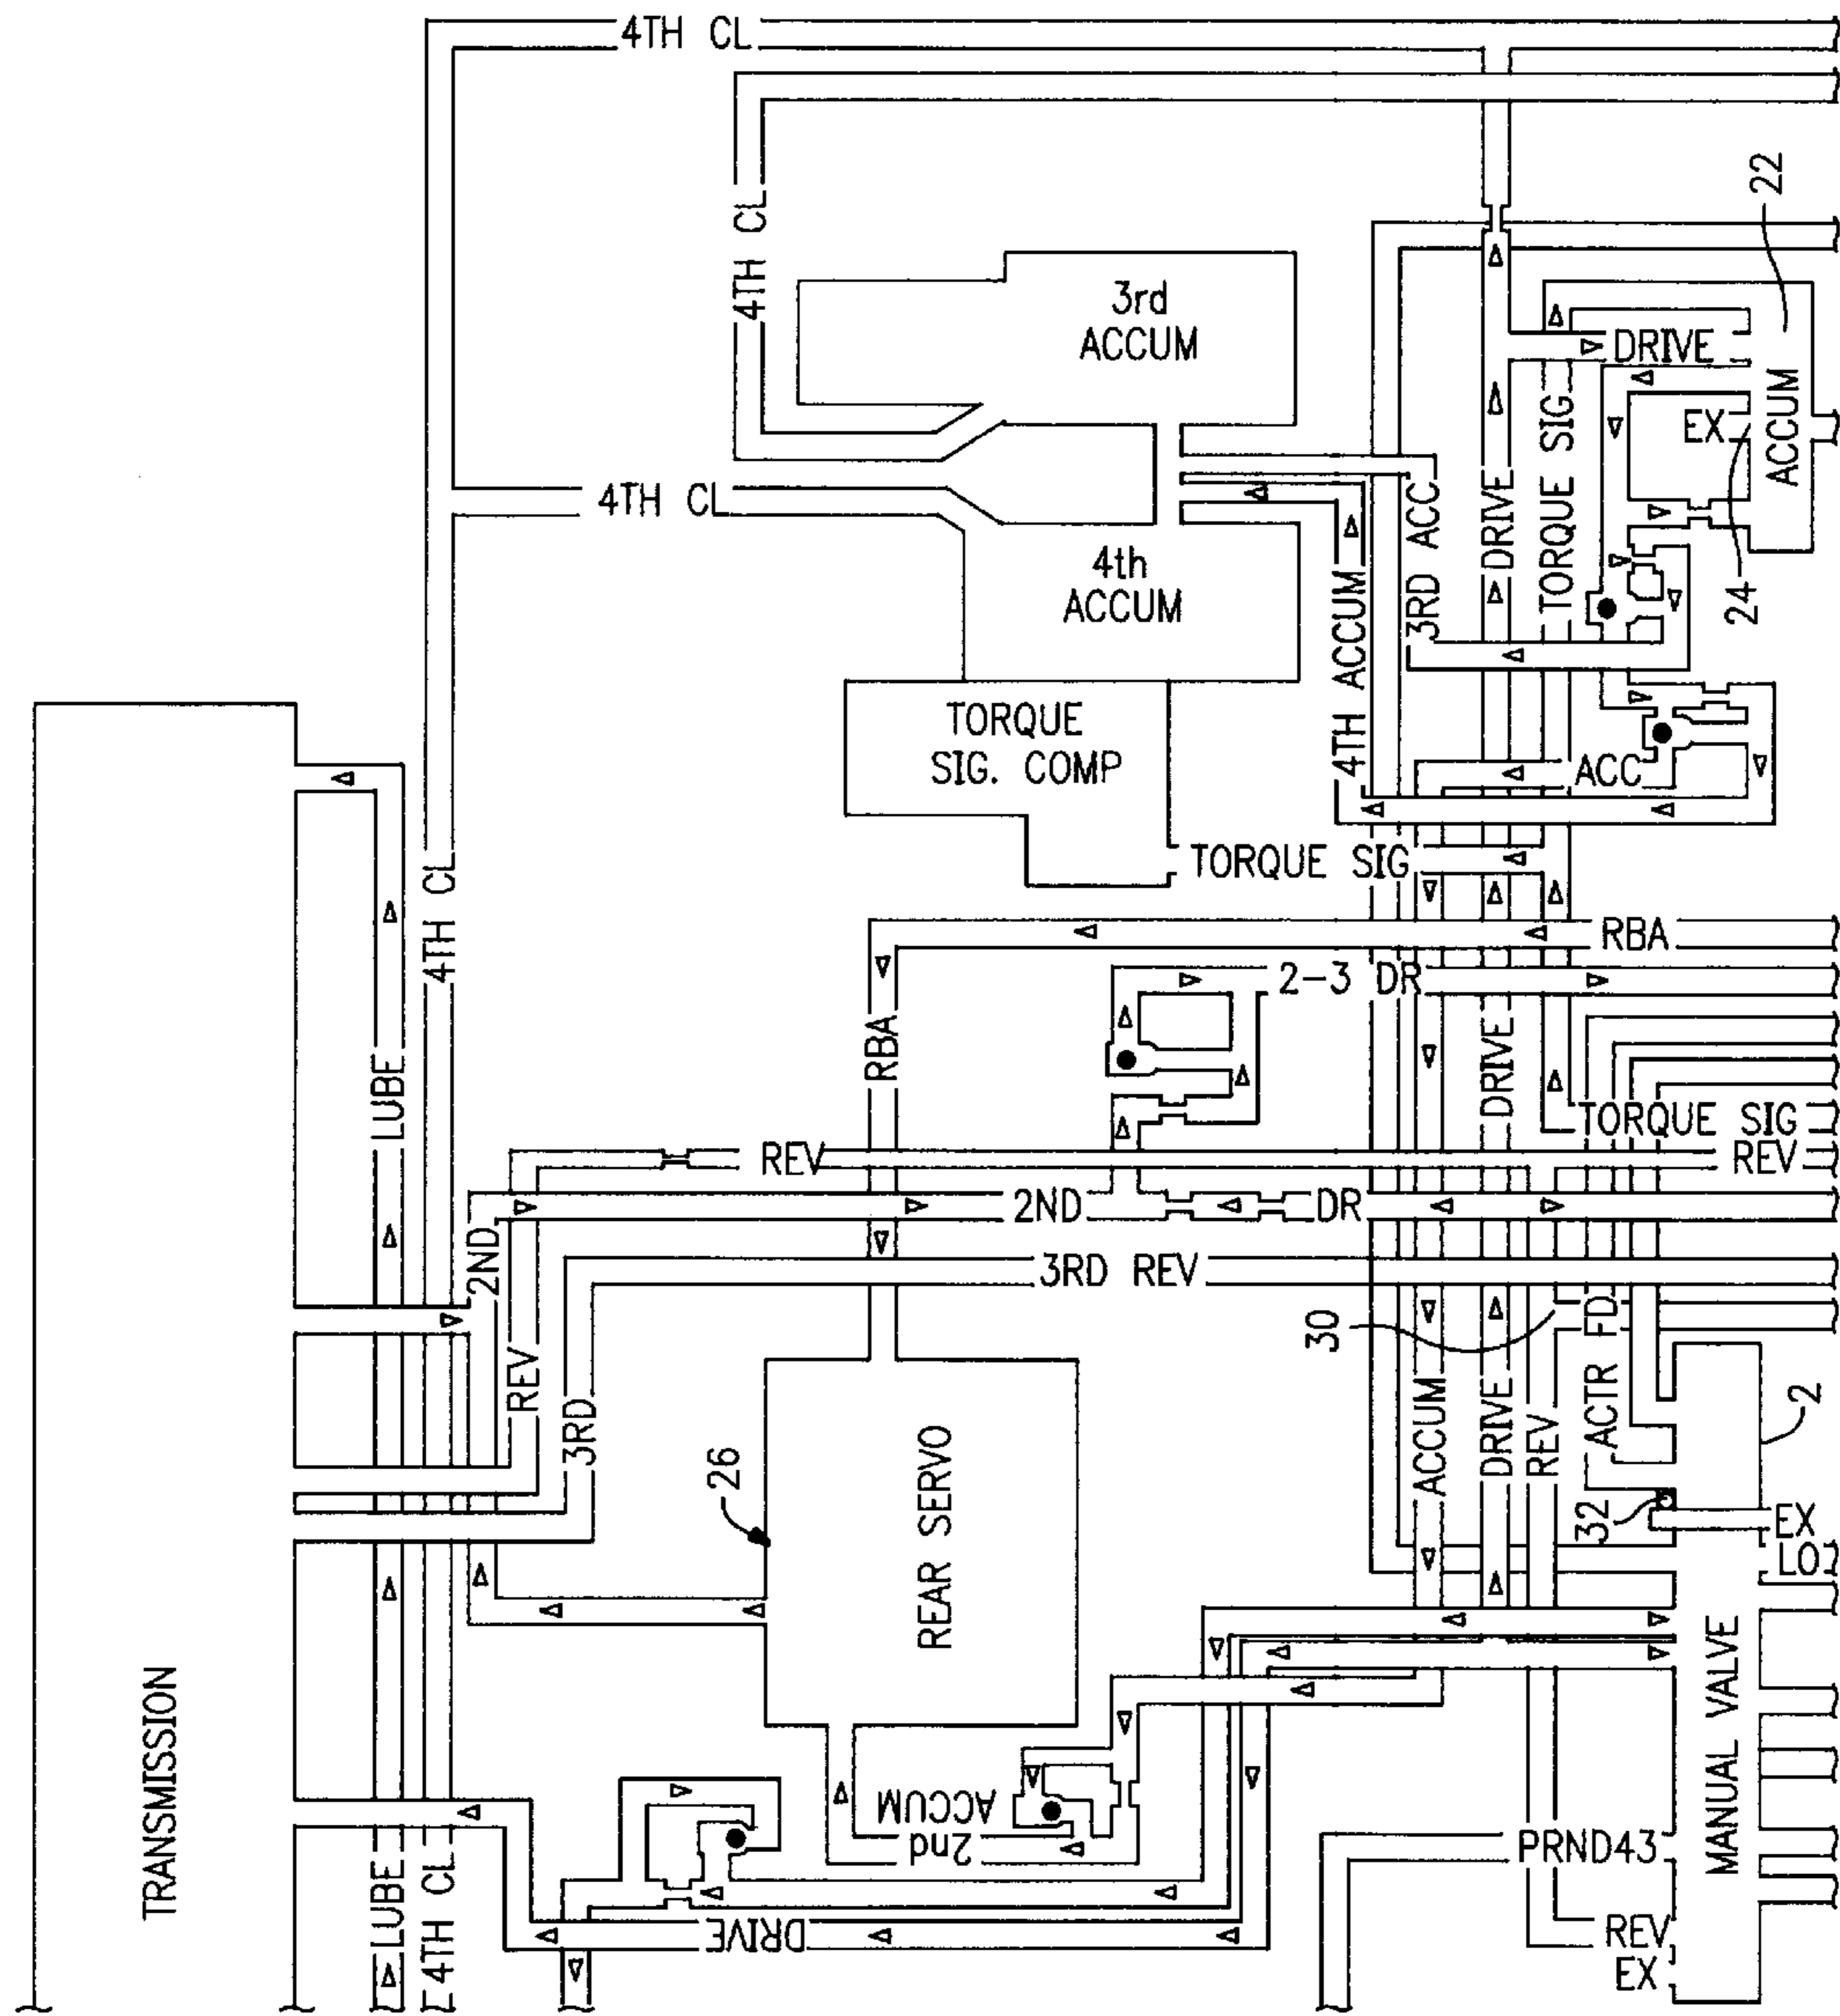 4TH CL
4TH CL
22
3rd
ACCUM
DRIVE
TORQUE SIG.
EX
ACCUM
4TH CL
3RD ACC
DRIVE
4th
ACCUM
4TH ACCUM
24
TORQUE
SIG. COMP
ACC
TORQUE SIG
4TH CL
RBA
2-3 DR
RBA
LUBE
DRIVE
TORQUE SIG
REV
REV
2ND
DR
2ND
3RD REV
30
ACTR FD
REV
3RD
ACCUM
DRIVE
REV
2
26
REAR SERVO
32
EX
LO
TRANSMISSION
MANUAL VALVE
2nd
ACCUM
PRND43
LUBE
4TH CL
DRIVE
REV
EX